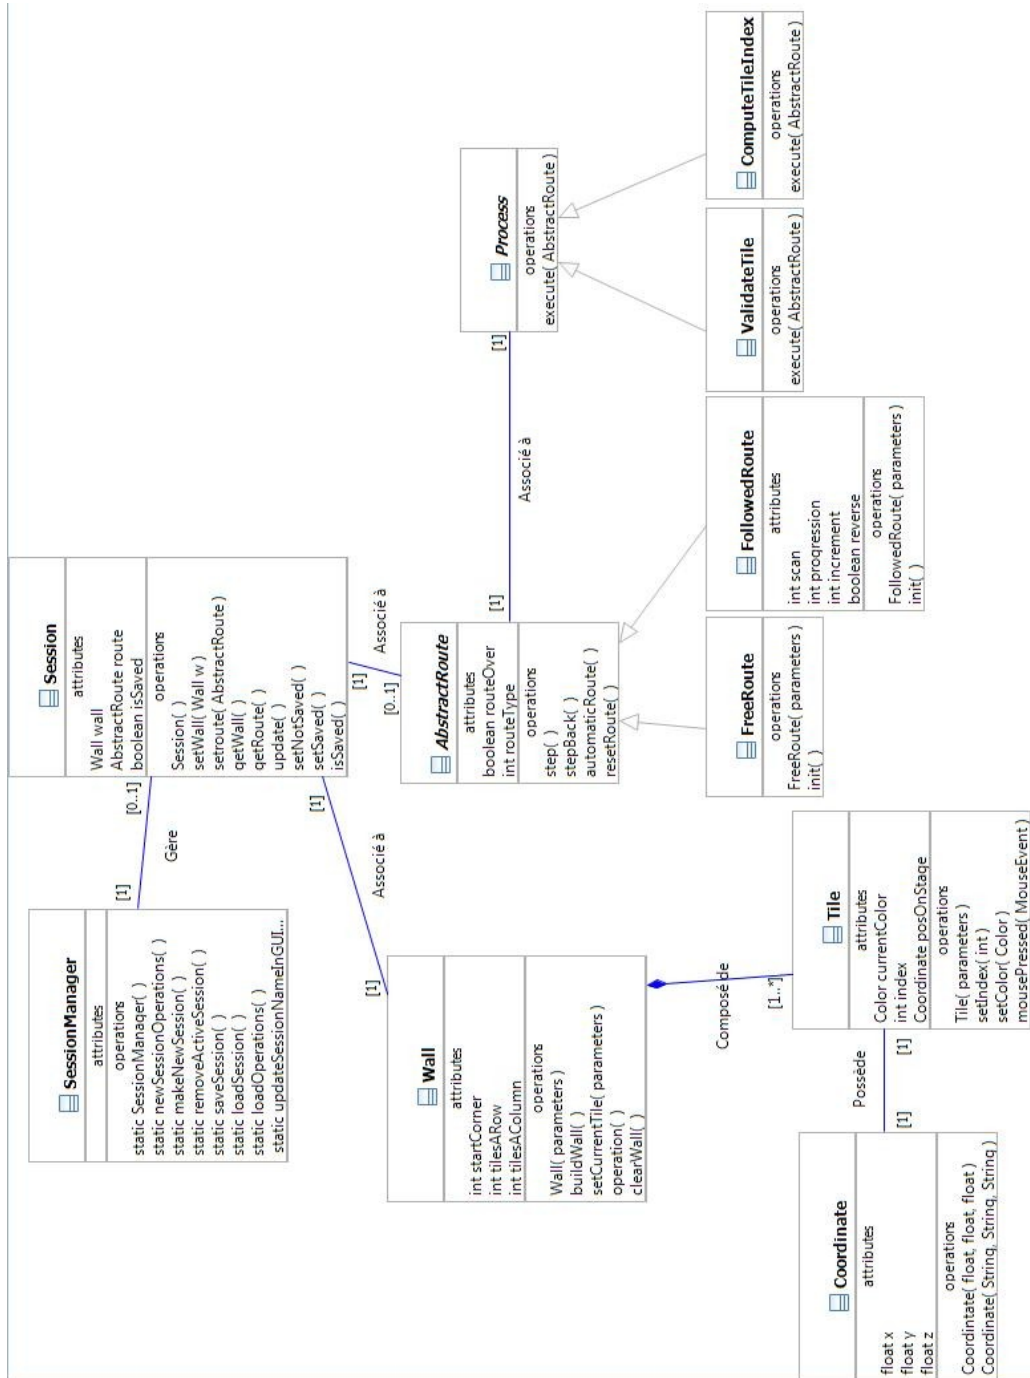 SessionManager
attributes
operations
static SessionManager( )
static newSessionOperations( )
static makeNewSession( )
static removeActiveSession( )
static saveSession( )
static loadSession( )
static loadOperations( )
static updateSessionNameInGUI...
[1]
Gère
[0..1]
Session
attributes
Wall wall
AbstractRoute route
boolean isSaved
operations
Session( )
setWall( Wall w )
setroute( AbstractRoute )
getWall( )
getRoute( )
update( )
setNotSaved( )
setSaved( )
isSaved( )
[1]
Associé à
[1]
[1]
Associé à
[0..1]
Wall
attributes
int startCorner
int tilesARow
int tilesAColumn
operations
Wall( parameters )
buildWall( )
setCurrentTile( parameters )
operation( )
clearWall( )
AbstractRoute
attributes
boolean routeOver
int routeType
operations
step( )
stepBack( )
automaticRoute( )
resetRoute( )
[1]
Associé à
[1]
Process
operations
execute( AbstractRoute )
Composé de
[1..*]
Coordinate
attributes
float x
float y
float z
operations
Coordintate( float, float, float )
Coordinate( String, String, String )
[1]
Possède
[1]
Tile
attributes
Color currentColor
int index
Coordinate posOnStage
operations
Tile( parameters )
setIndex( int )
setColor( Color )
mousePressed( MouseEvent )
FreeRoute
operations
FreeRoute( parameters )
init( )
FollowedRoute
attributes
int scan
int progression
int increment
boolean reverse
operations
FollowedRoute( parameters )
init( )
ValidateTile
operations
execute( AbstractRoute )
ComputeTileIndex
operations
execute( AbstractRoute )